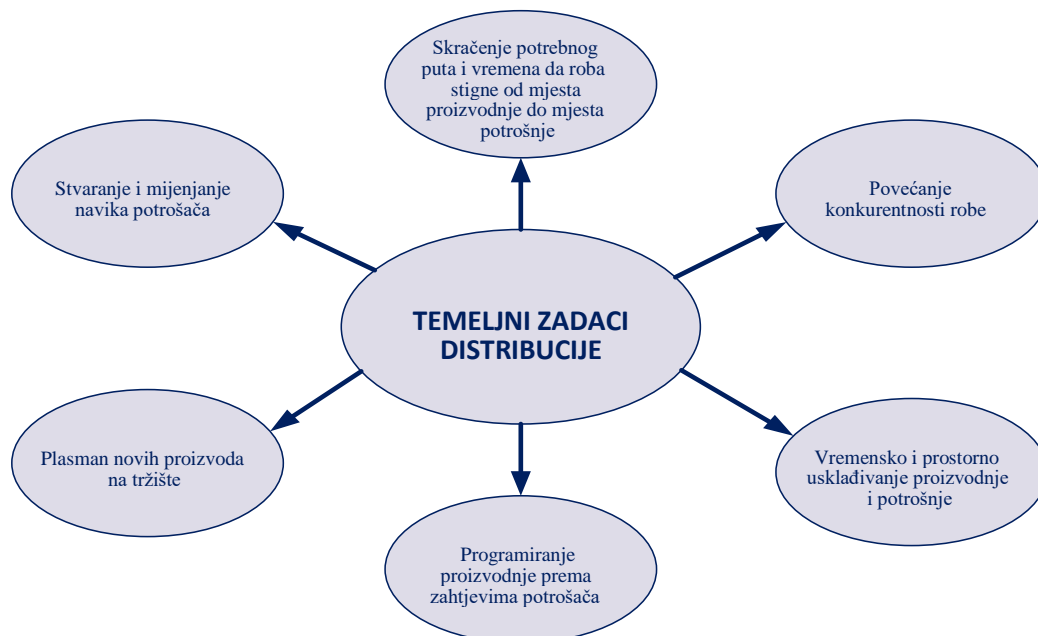 Skračenje potrebnog
puta i vremena da roba
stigne od mjesta
proizvodnje do mjesta
potrošnje
Stvaranje i mijenjanje
navika potrošača
Povećanje
konkurentnosti robe
TEMELJNI ZADACI
DISTRIBUCIJE
Plasman novih proizvoda
na tržište
Vremensko i prostorno
usklađivanje proizvodnje
i potrošnje
Programiranje
proizvodnje prema
zahtjevima potrošača